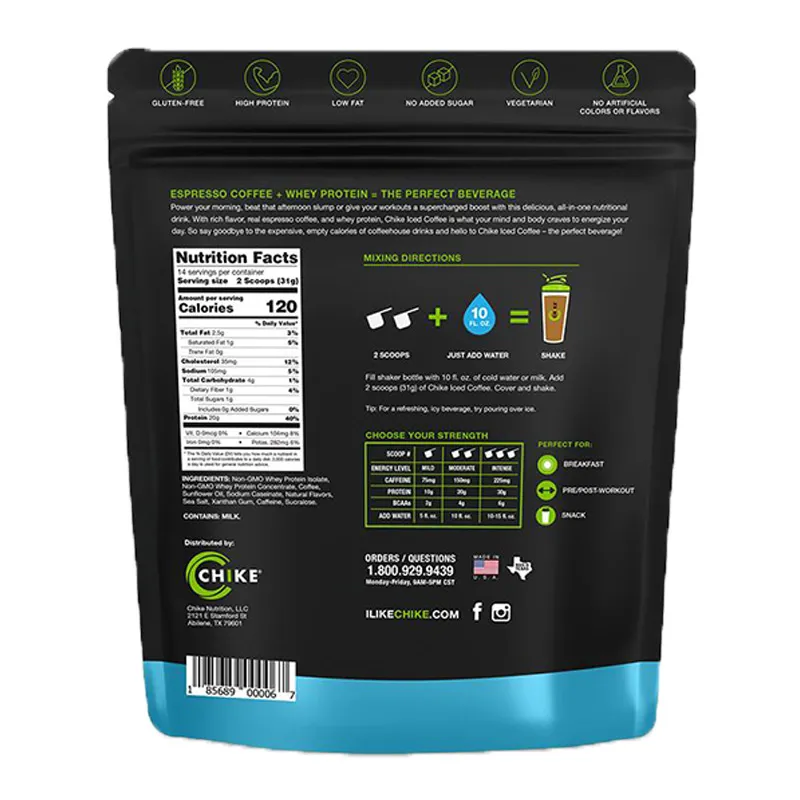 GLUTEN-FREE
HIGH PROTEIN
LOW FAT
NO ADDED SUGAR
VEGETARIAN
NO ARTIFICIAL
COLORS OR FLAVORS
ESPRESSO COFFEE + WHEY PROTEIN = THE PERFECT BEVERAGE
Power your morning, beat that afternoon slump or give your workouts a supercharged boost with this delicious, all-in-one nutritional
drink. With rich flavor, real espresso coffee, and whey protein, Chike Iced Coffee is what your mind and body craves to energize your
day. So say goodbye to the expensive, empty calories of coffeehouse drinks and hello to Chike Iced Coffee – the perfect beverage!
Nutrition Facts
14 servings per container
Serving size 2 Scoops (31g)
Amount per serving
Calories 120
% Daily Value*
Total Fat 2.5g 3%
Saturated Fat 1g 5%
Trans Fat 0g
Cholesterol 35mg 12%
Sodium 105mg 5%
Total Carbohydrate 4g 1%
Dietary Fiber 1g 4%
Total Sugars 1g
Includes 0g Added Sugars 0%
Protein 20g 40%
Vit. D 0mcg 0% • Calcium 104mg 8%
Iron 0mg 0% • Potas. 282mg 6%
* The % Daily Value (DV) tells you how much a nutrient in
a serving of food contributes to a daily diet. 2,000 calories
a day is used for general nutrition advice.
INGREDIENTS: Non-GMO Whey Protein Isolate,
Non-GMO Whey Protein Concentrate, Coffee,
Sunflower Oil, Sodium Caseinate, Natural Flavors,
Sea Salt, Xanthan Gum, Caffeine, Sucralose.
CONTAINS: MILK.
Distributed by:
CHIKE®
Chike Nutrition, LLC
2121 E Stamford St
Abilene, TX 79601
1 85689 00006 7
MIXING DIRECTIONS
+ 10 FL. OZ. =
2 SCOOPS
JUST ADD WATER
SHAKE
Fill shaker bottle with 10 fl. oz. of cold water or milk. Add
2 scoops (31g) of Chike Iced Coffee. Cover and shake.
Tip: For a refreshing, icy beverage, try pouring over ice.
CHOOSE YOUR STRENGTH
SCOOP #
ENERGY LEVEL MILD MODERATE INTENSE
CAFFEINE 75mg 150mg 225mg
PROTEIN 10g 20g 30g
BCAAs 2g 4g 6g
ADD WATER 5 fl. oz. 10 fl. oz. 10-15 fl. oz.
PERFECT FOR:
BREAKFAST
PRE/POST-WORKOUT
SNACK
ORDERS / QUESTIONS
1.800.929.9439
Monday-Friday, 9AM-5PM CST
MADE IN
U.S.A.
ILIKECHIKE.COM